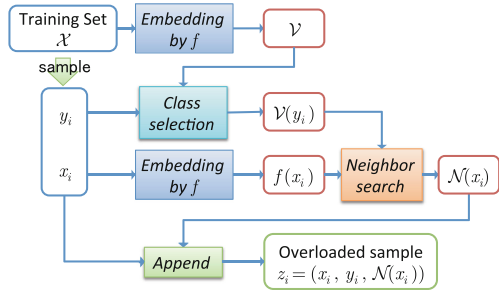 Training Set
𝒳
Embedding
by f
𝒱
sample
y_i
Class
selection
𝒱(y_i)
x_i
Embedding
by f
f(x_i)
Neighbor
search
𝒩(x_i)
Append
Overloaded sample
z_i = (x_i, y_i, 𝒩(x_i))